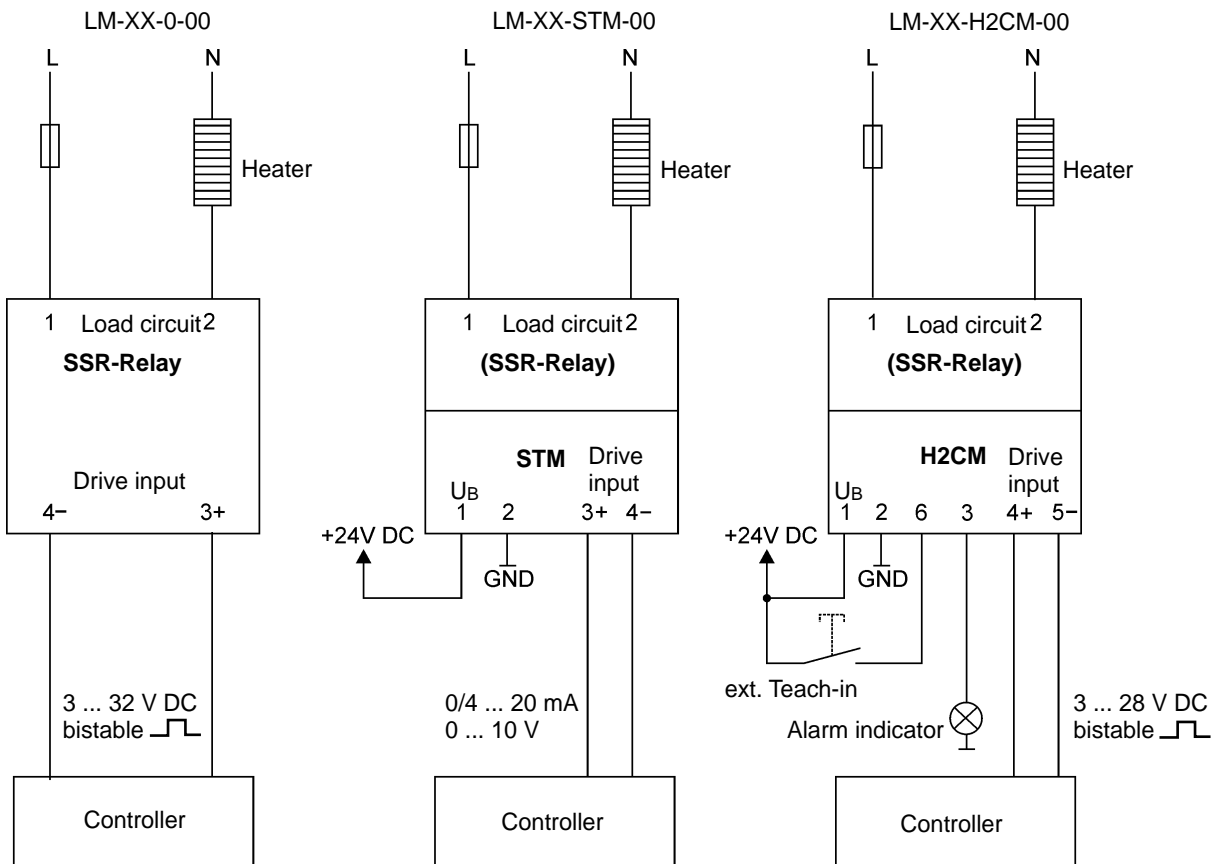 LM-XX-0-00
L N
Heater
1 Load circuit 2
SSR-Relay
Drive input
4− 3+
3 ... 32 V DC
bistable
Controller
LM-XX-STM-00
L N
Heater
1 Load circuit 2
(SSR-Relay)
STM Drive
input
UB
1 2 3+ 4−
+24V DC
GND
0/4 ... 20 mA
0 ... 10 V
Controller
LM-XX-H2CM-00
L N
Heater
1 Load circuit 2
(SSR-Relay)
H2CM Drive
input
UB
1 2 6 3 4+ 5−
+24V DC
GND
ext. Teach-in
Alarm indicator
3 ... 28 V DC
bistable
Controller